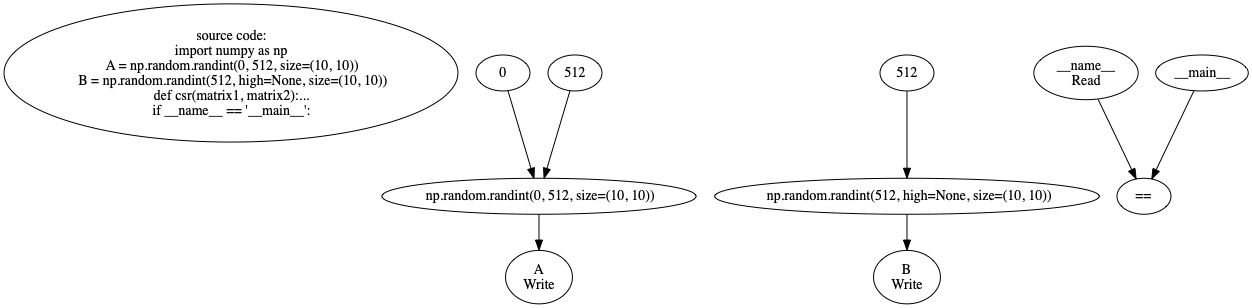 source code:
import numpy as np
A = np.random.randint(0, 512, size=(10, 10))
B = np.random.randint(512, high=None, size=(10, 10))
def csr(matrix1, matrix2):...
if __name__ == '__main__':
0
512
512
__name__
Read
__main__
np.random.randint(0, 512, size=(10, 10))
np.random.randint(512, high=None, size=(10, 10))
==
A
Write
B
Write